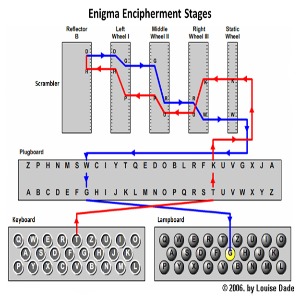 Enigma Encipherment Stages
Reflector B
Left Wheel I
Middle Wheel II
Right Wheel III
Static Wheel
Scrambler
Plugboard
Z P H N M S W C I Y T Q E D O B L R F K U V G X J A
A B C D E F G H I J K L M N O P Q R S T U V W X Y Z
Keyboard
Lampboard
Q W E R T Z U I O
Q W E R T Z U I O
A S D F G H J K
A S D F G H J K
P Y X C V B N M L
P Y X C V B N M L
© 2006. by Louise Dade